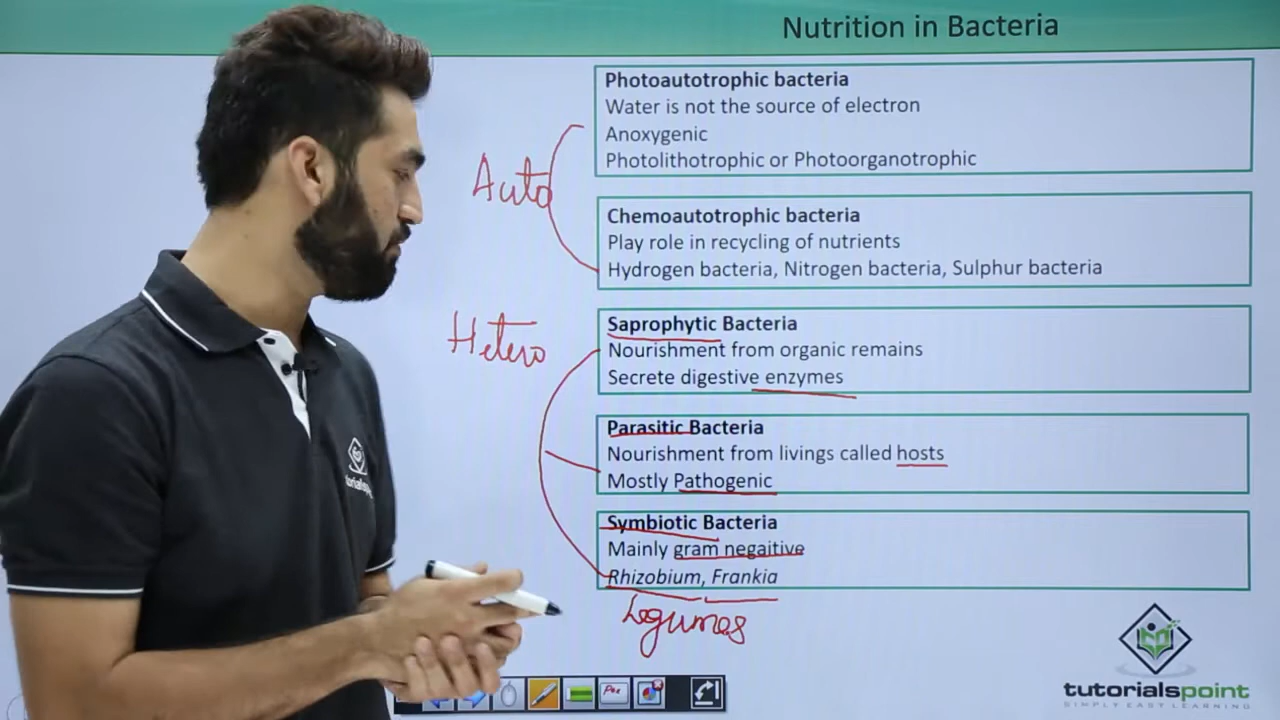 Nutrition in Bacteria
Photoautotrophic bacteria
Water is not the source of electron
Anoxygenic
Photolithotrophic or Photoorganotrophic
Auto
Chemoautotrophic bacteria
Play role in recycling of nutrients
Hydrogen bacteria, Nitrogen bacteria, Sulphur bacteria
Hetero
Saprophytic Bacteria
Nourishment from organic remains
Secrete digestive enzymes
Parasitic Bacteria
Nourishment from livings called hosts
Mostly Pathogenic
Symbiotic Bacteria
Mainly gram negaitive
Rhizobium, Frankia
Legumes
tutorialspoint
SIMPLY EASY LEARNING
Pen